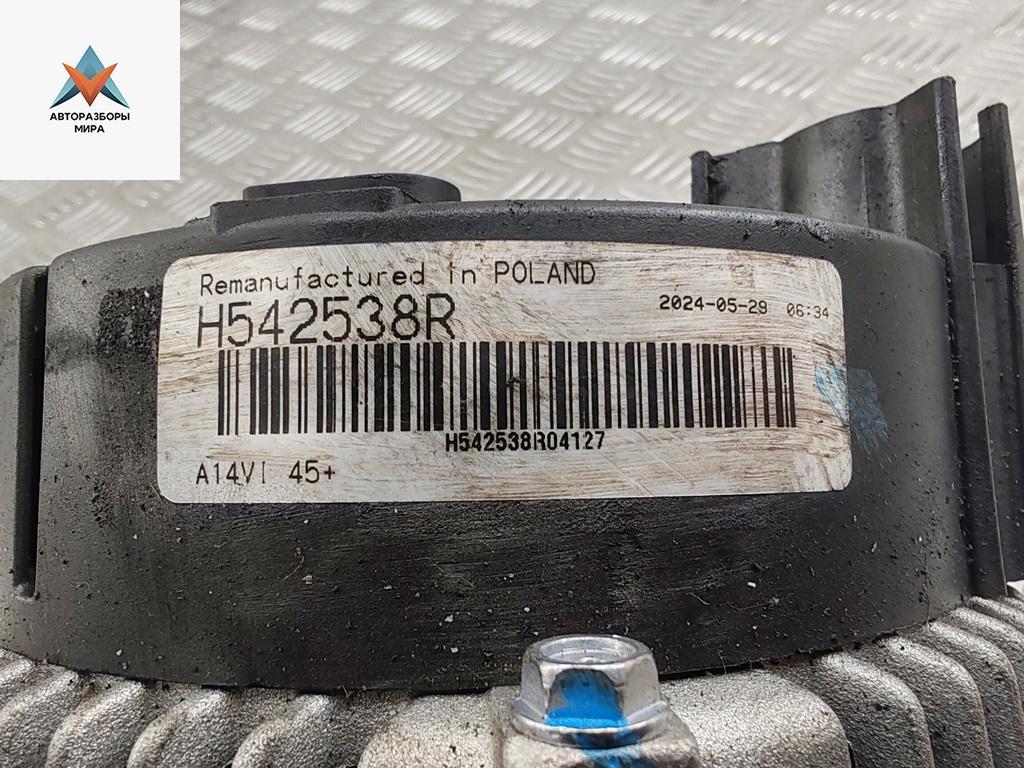 АВТОРАЗБОРЫ
МИРА
Remanufactured in POLAND
H542538R
2024-05-29 06:34
H542538R04127
A14VI 45+